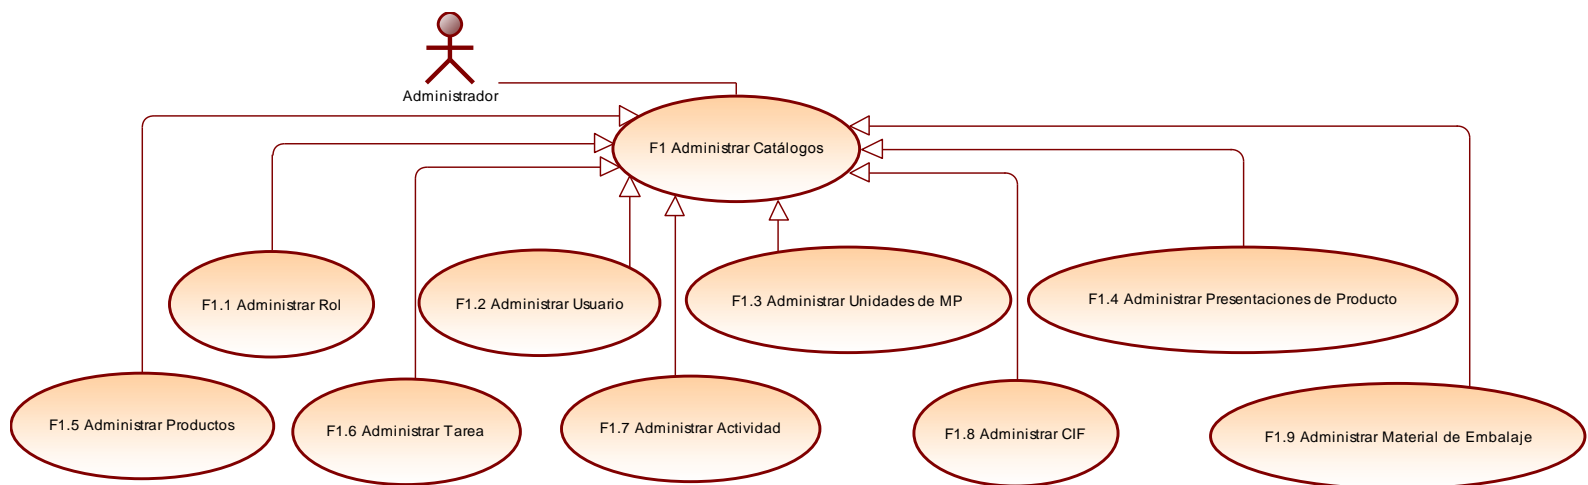 Administrador
F1 Administrar Catálogos
F1.1 Administrar Rol
F1.2 Administrar Usuario
F1.3 Administrar Unidades de MP
F1.4 Administrar Presentaciones de Producto
F1.5 Administrar Productos
F1.6 Administrar Tarea
F1.7 Administrar Actividad
F1.8 Administrar CIF
F1.9 Administrar Material de Embalaje